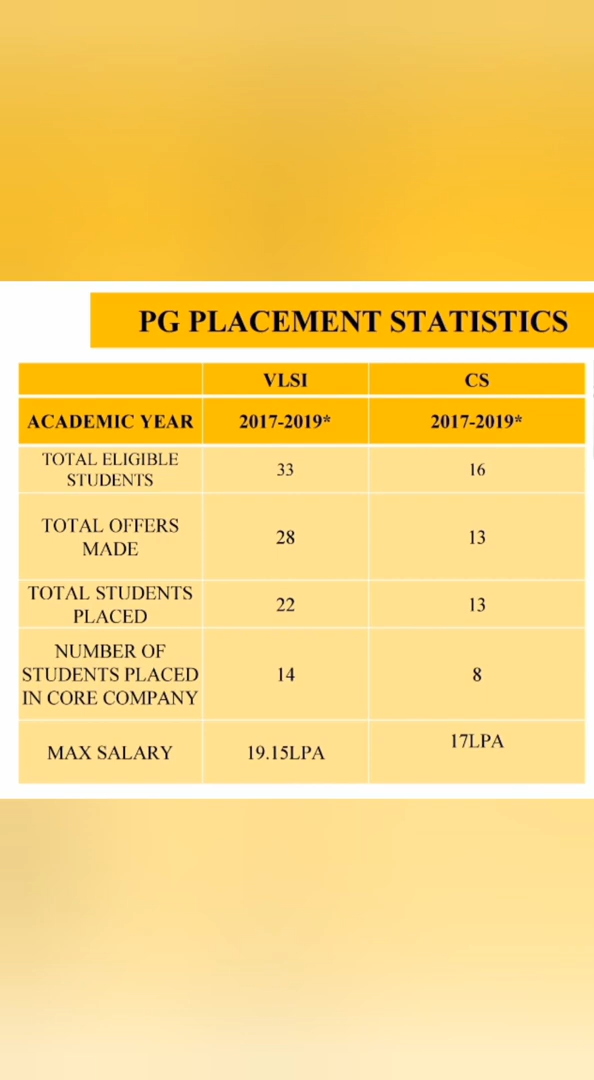 PG PLACEMENT STATISTICS
VLSI CS
ACADEMIC YEAR 2017-2019* 2017-2019*
TOTAL ELIGIBLE
STUDENTS 33 16
TOTAL OFFERS
MADE 28 13
TOTAL STUDENTS
PLACED 22 13
NUMBER OF
STUDENTS PLACED 14 8
IN CORE COMPANY
MAX SALARY 19.15LPA 17LPA